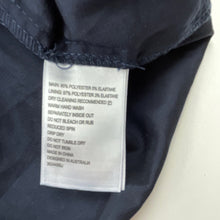 MAIN: 95% POLYESTER 5% ELASTANE
LINING: 97% POLYESTER 3% ELASTANE
DRY CLEANING RECOMMENDED
WARM HAND WASH
SEPARATELY INSIDE OUT
DO NOT BLEACH OR RUB
REDUCED SPIN
DRIP DRY
DO NOT TUMBLE DRY
DO NOT IRON
MADE IN CHINA
DESIGNED IN AUSTRALIA